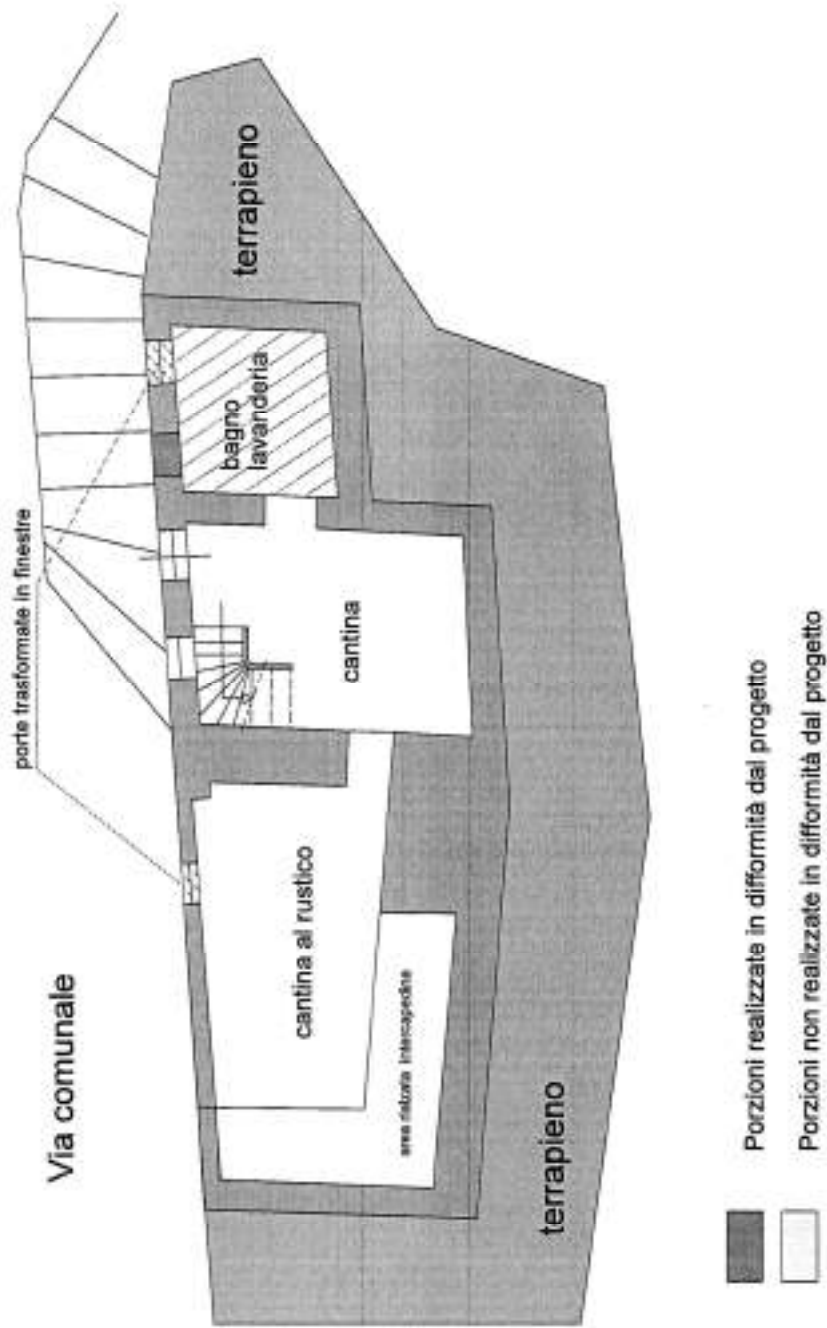 Via comunale
porte trasformate in finestre
terrapieno
bagno
lavanderia
cantina
cantina al rustico
area rialzata intercapedine
terrapieno
Porzioni realizzate in difformità dal progetto
Porzioni non realizzate in difformità dal progetto